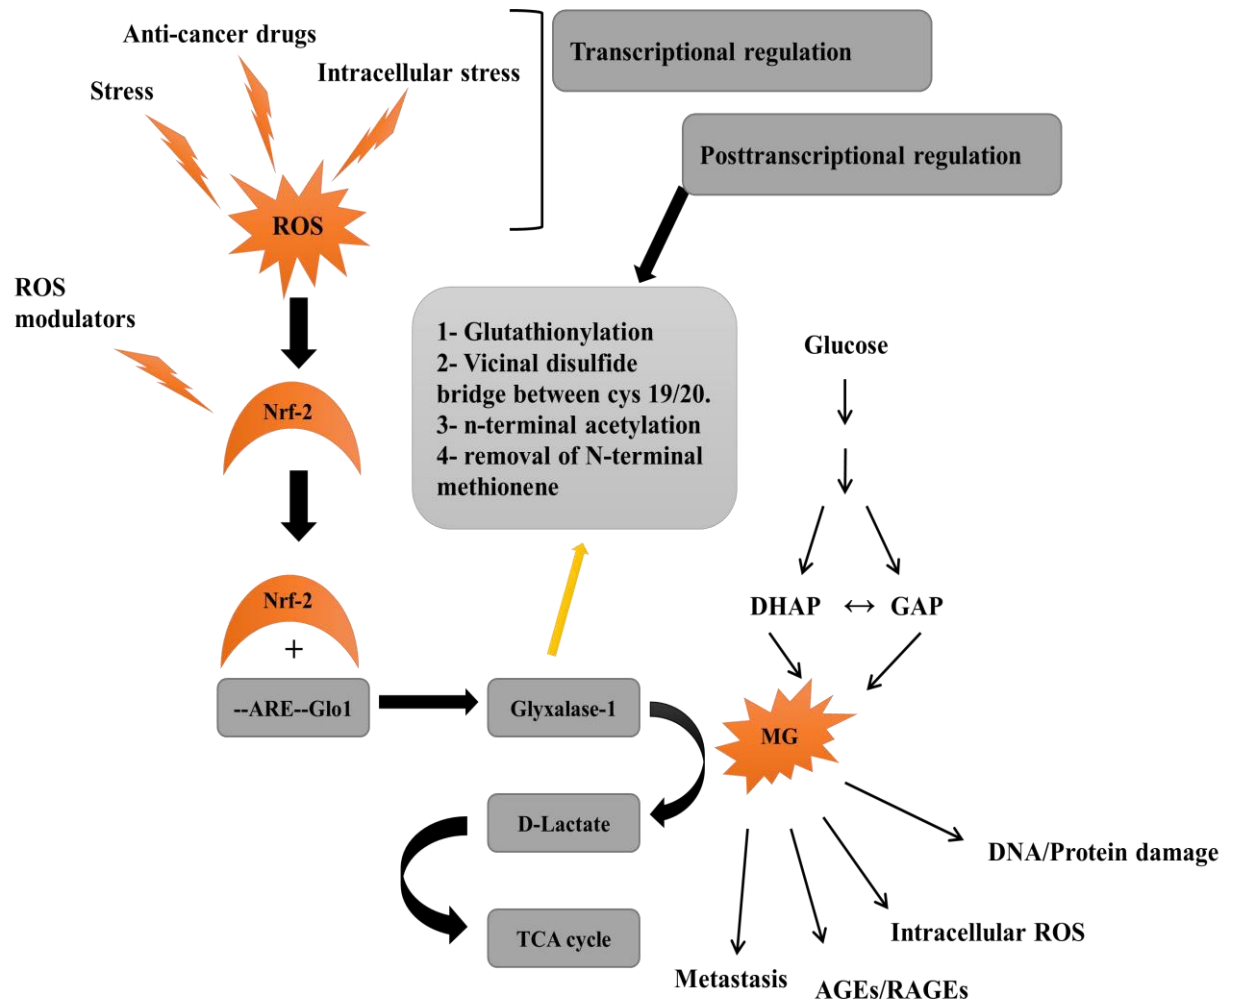 Anti-cancer drugs
Stress
Intracellular stress
Transcriptional regulation
Posttranscriptional regulation
ROS
ROS
modulators
Nrf-2
1- Glutathionylation
2- Vicinal disulfide
bridge between cys 19/20.
3- n-terminal acetylation
4- removal of N-terminal
methionene
Glucose
DHAP ↔ GAP
Nrf-2
+
--ARE--Glo1
Glyxalase-1
MG
D-Lactate
TCA cycle
DNA/Protein damage
Intracellular ROS
Metastasis
AGEs/RAGEs